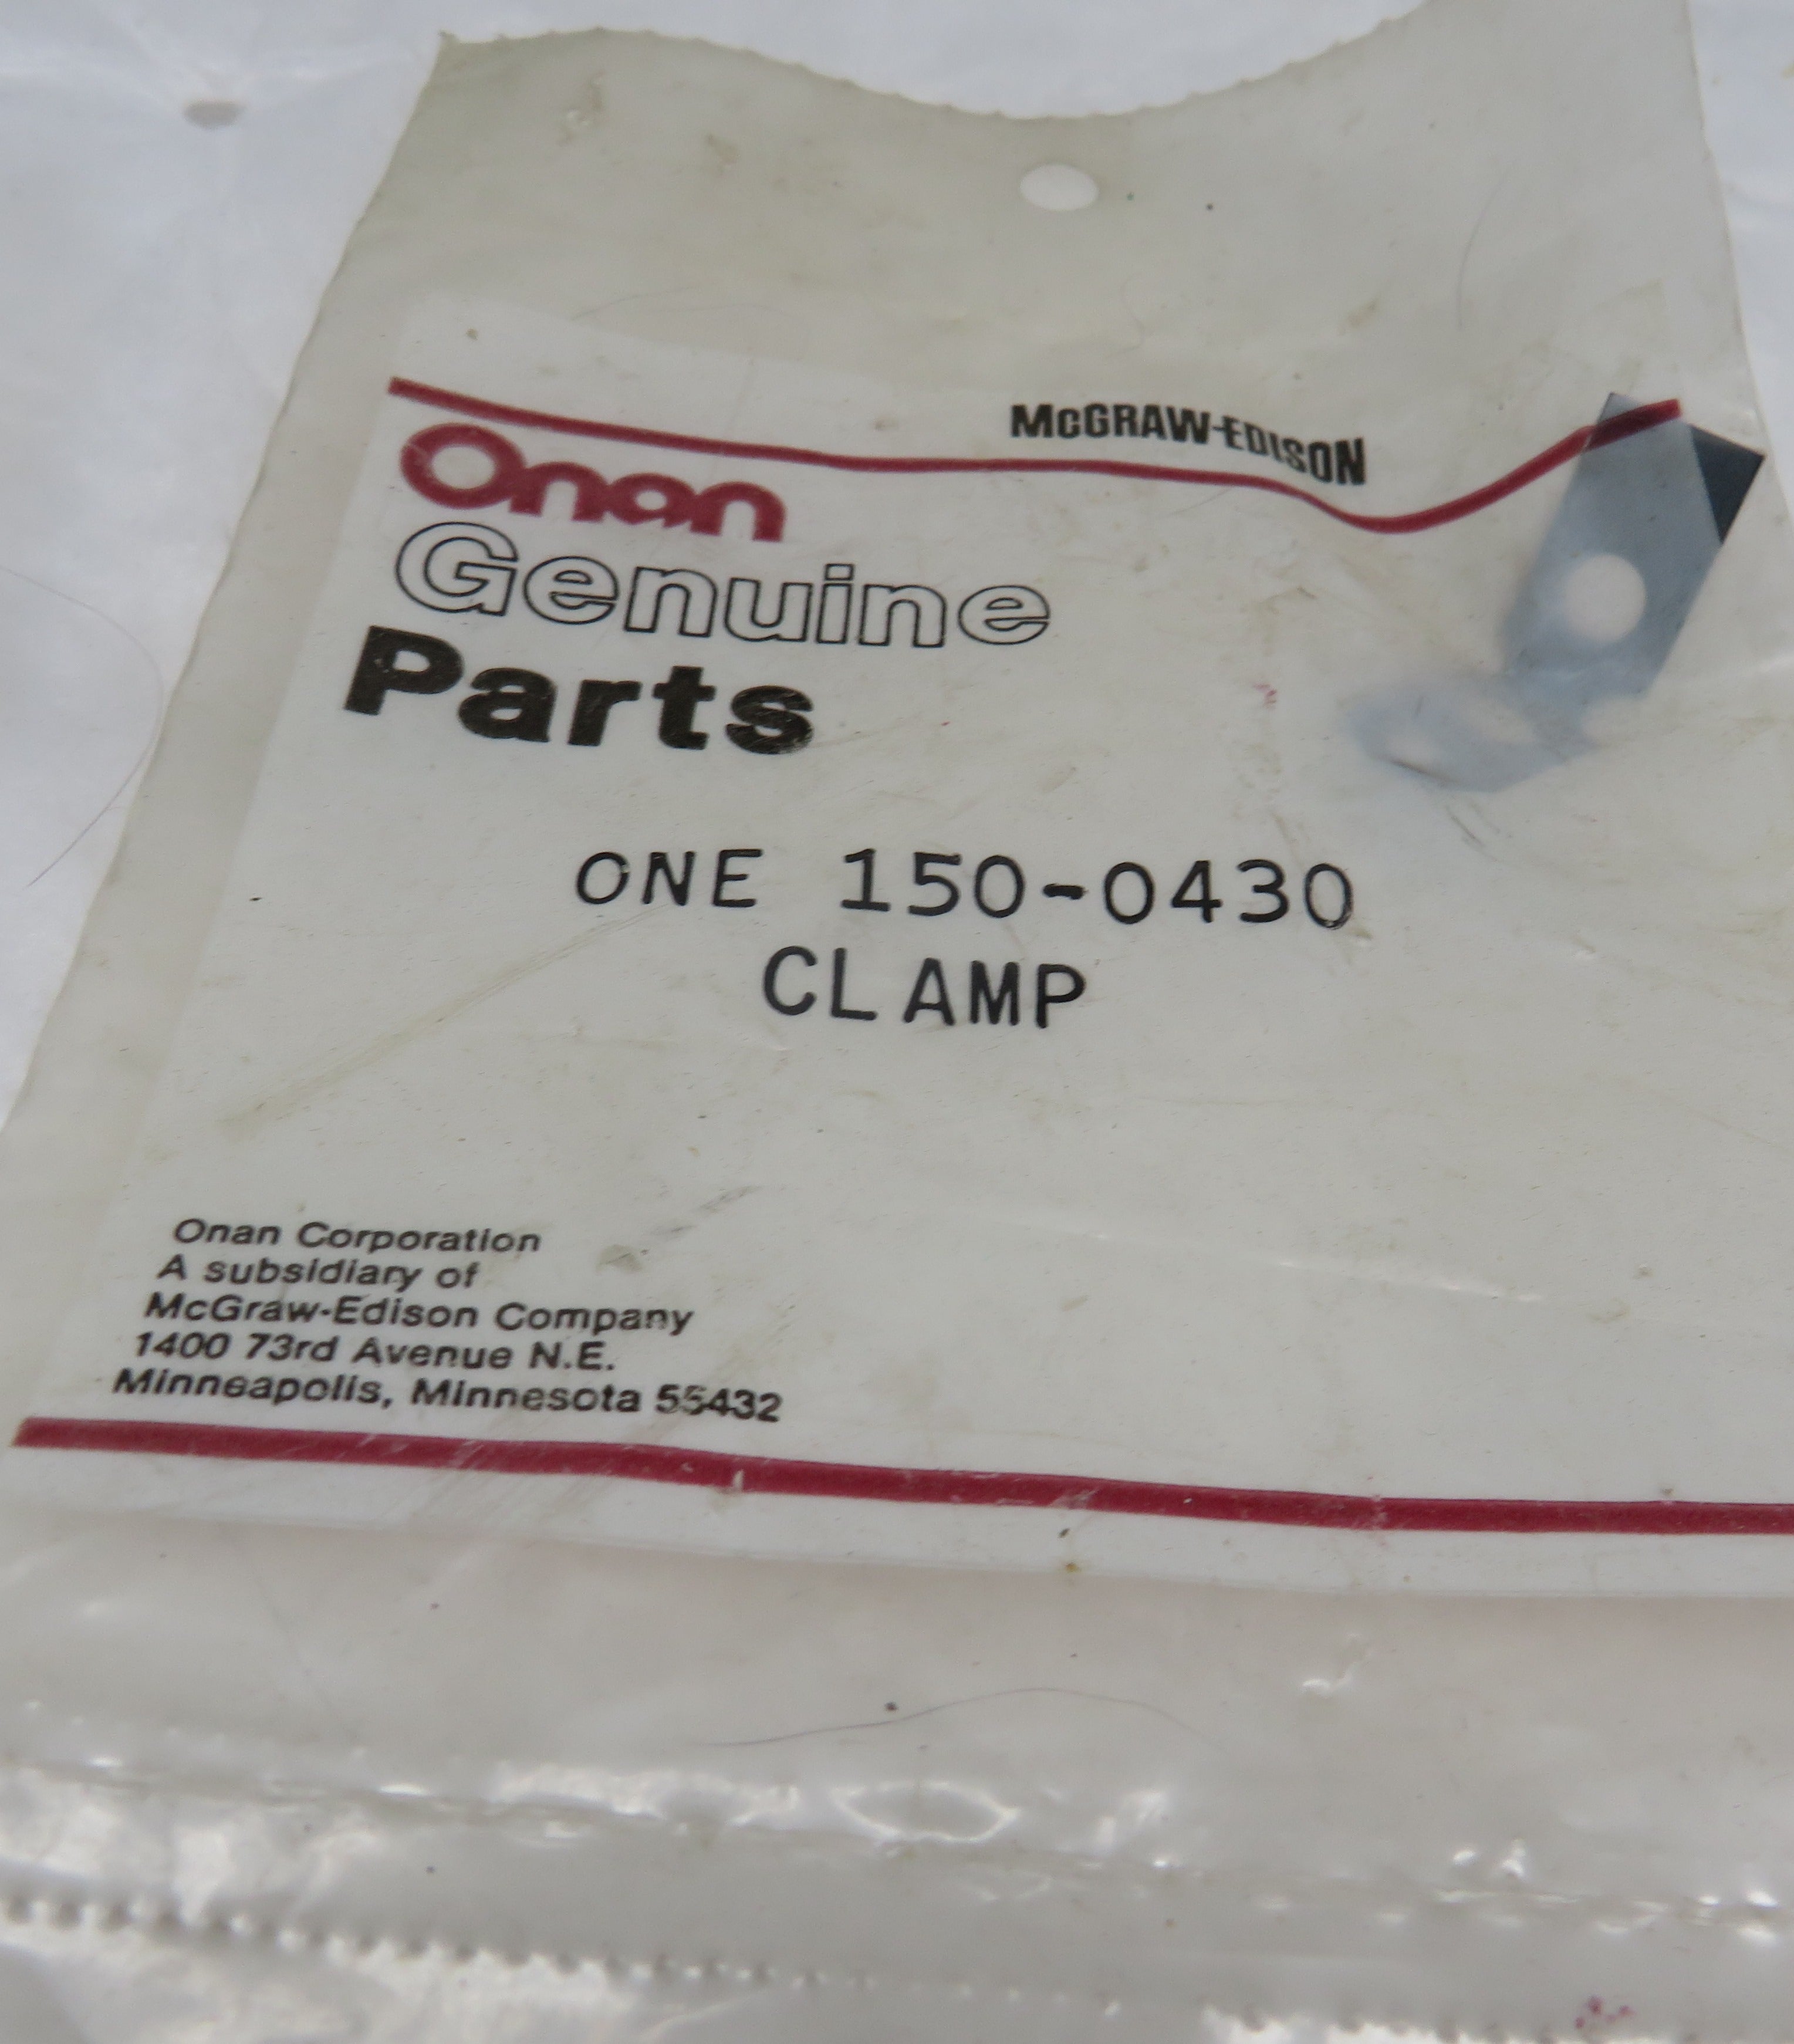 McGRAW-EDISON
Onan
Genuine
Parts
ONE 150-0430
CLAMP
Onan Corporation
A subsidiary of
McGraw-Edison Company
1400 73rd Avenue N.E.
Minneapolis, Minnesota 55432